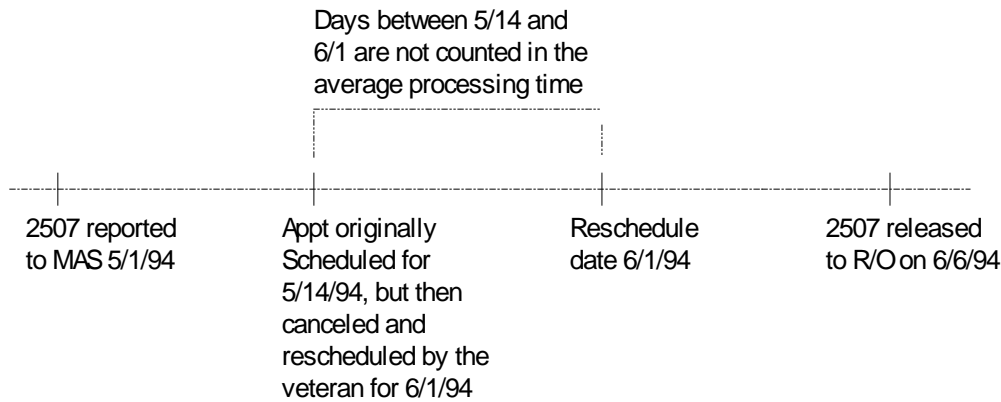 Days between 5/14 and
6/1 are not counted in the
average processing time
2507 reported
to MAS 5/1/94
Appt originally
Scheduled for
5/14/94, but then
canceled and
rescheduled by the
veteran for 6/1/94
Reschedule
date 6/1/94
2507 released
to R/O on 6/6/94